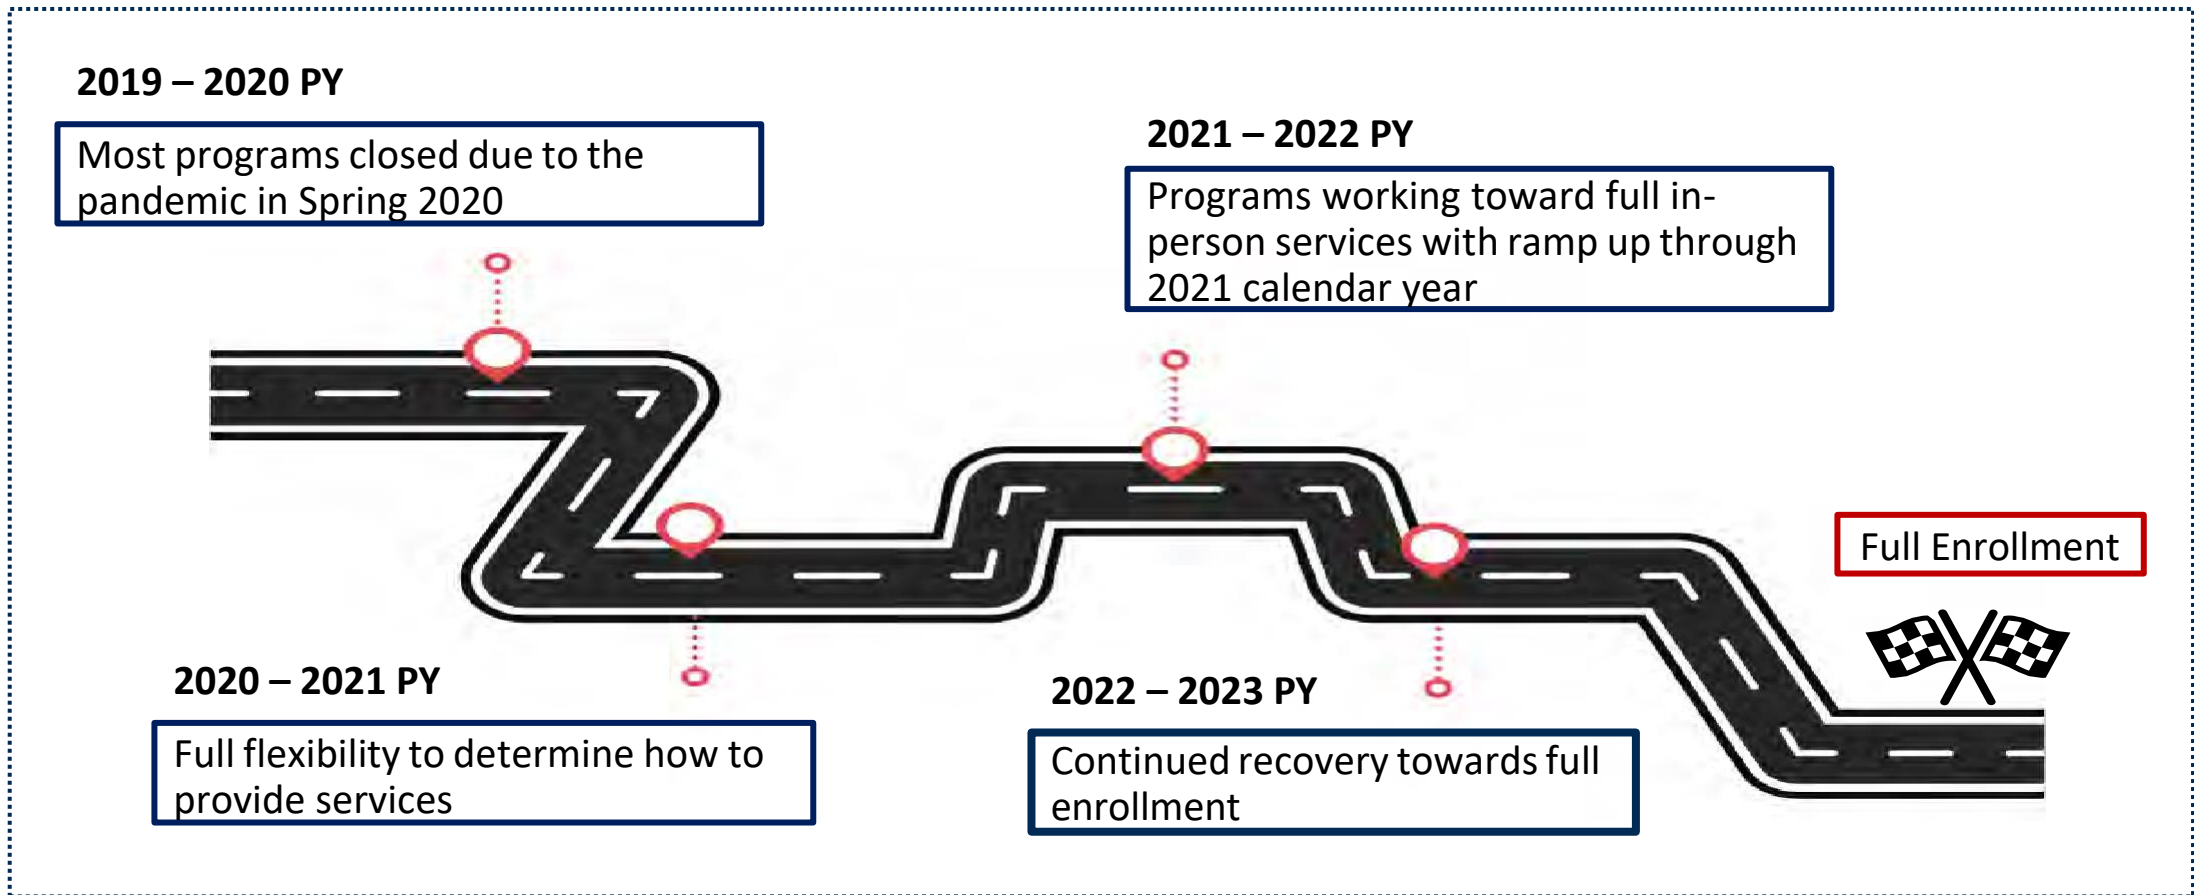 2019 – 2020 PY
Most programs closed due to the
pandemic in Spring 2020
2021 – 2022 PY
Programs working toward full in-
person services with ramp up through
2021 calendar year
Full Enrollment
2020 – 2021 PY
Full flexibility to determine how to
provide services
2022 – 2023 PY
Continued recovery towards full
enrollment